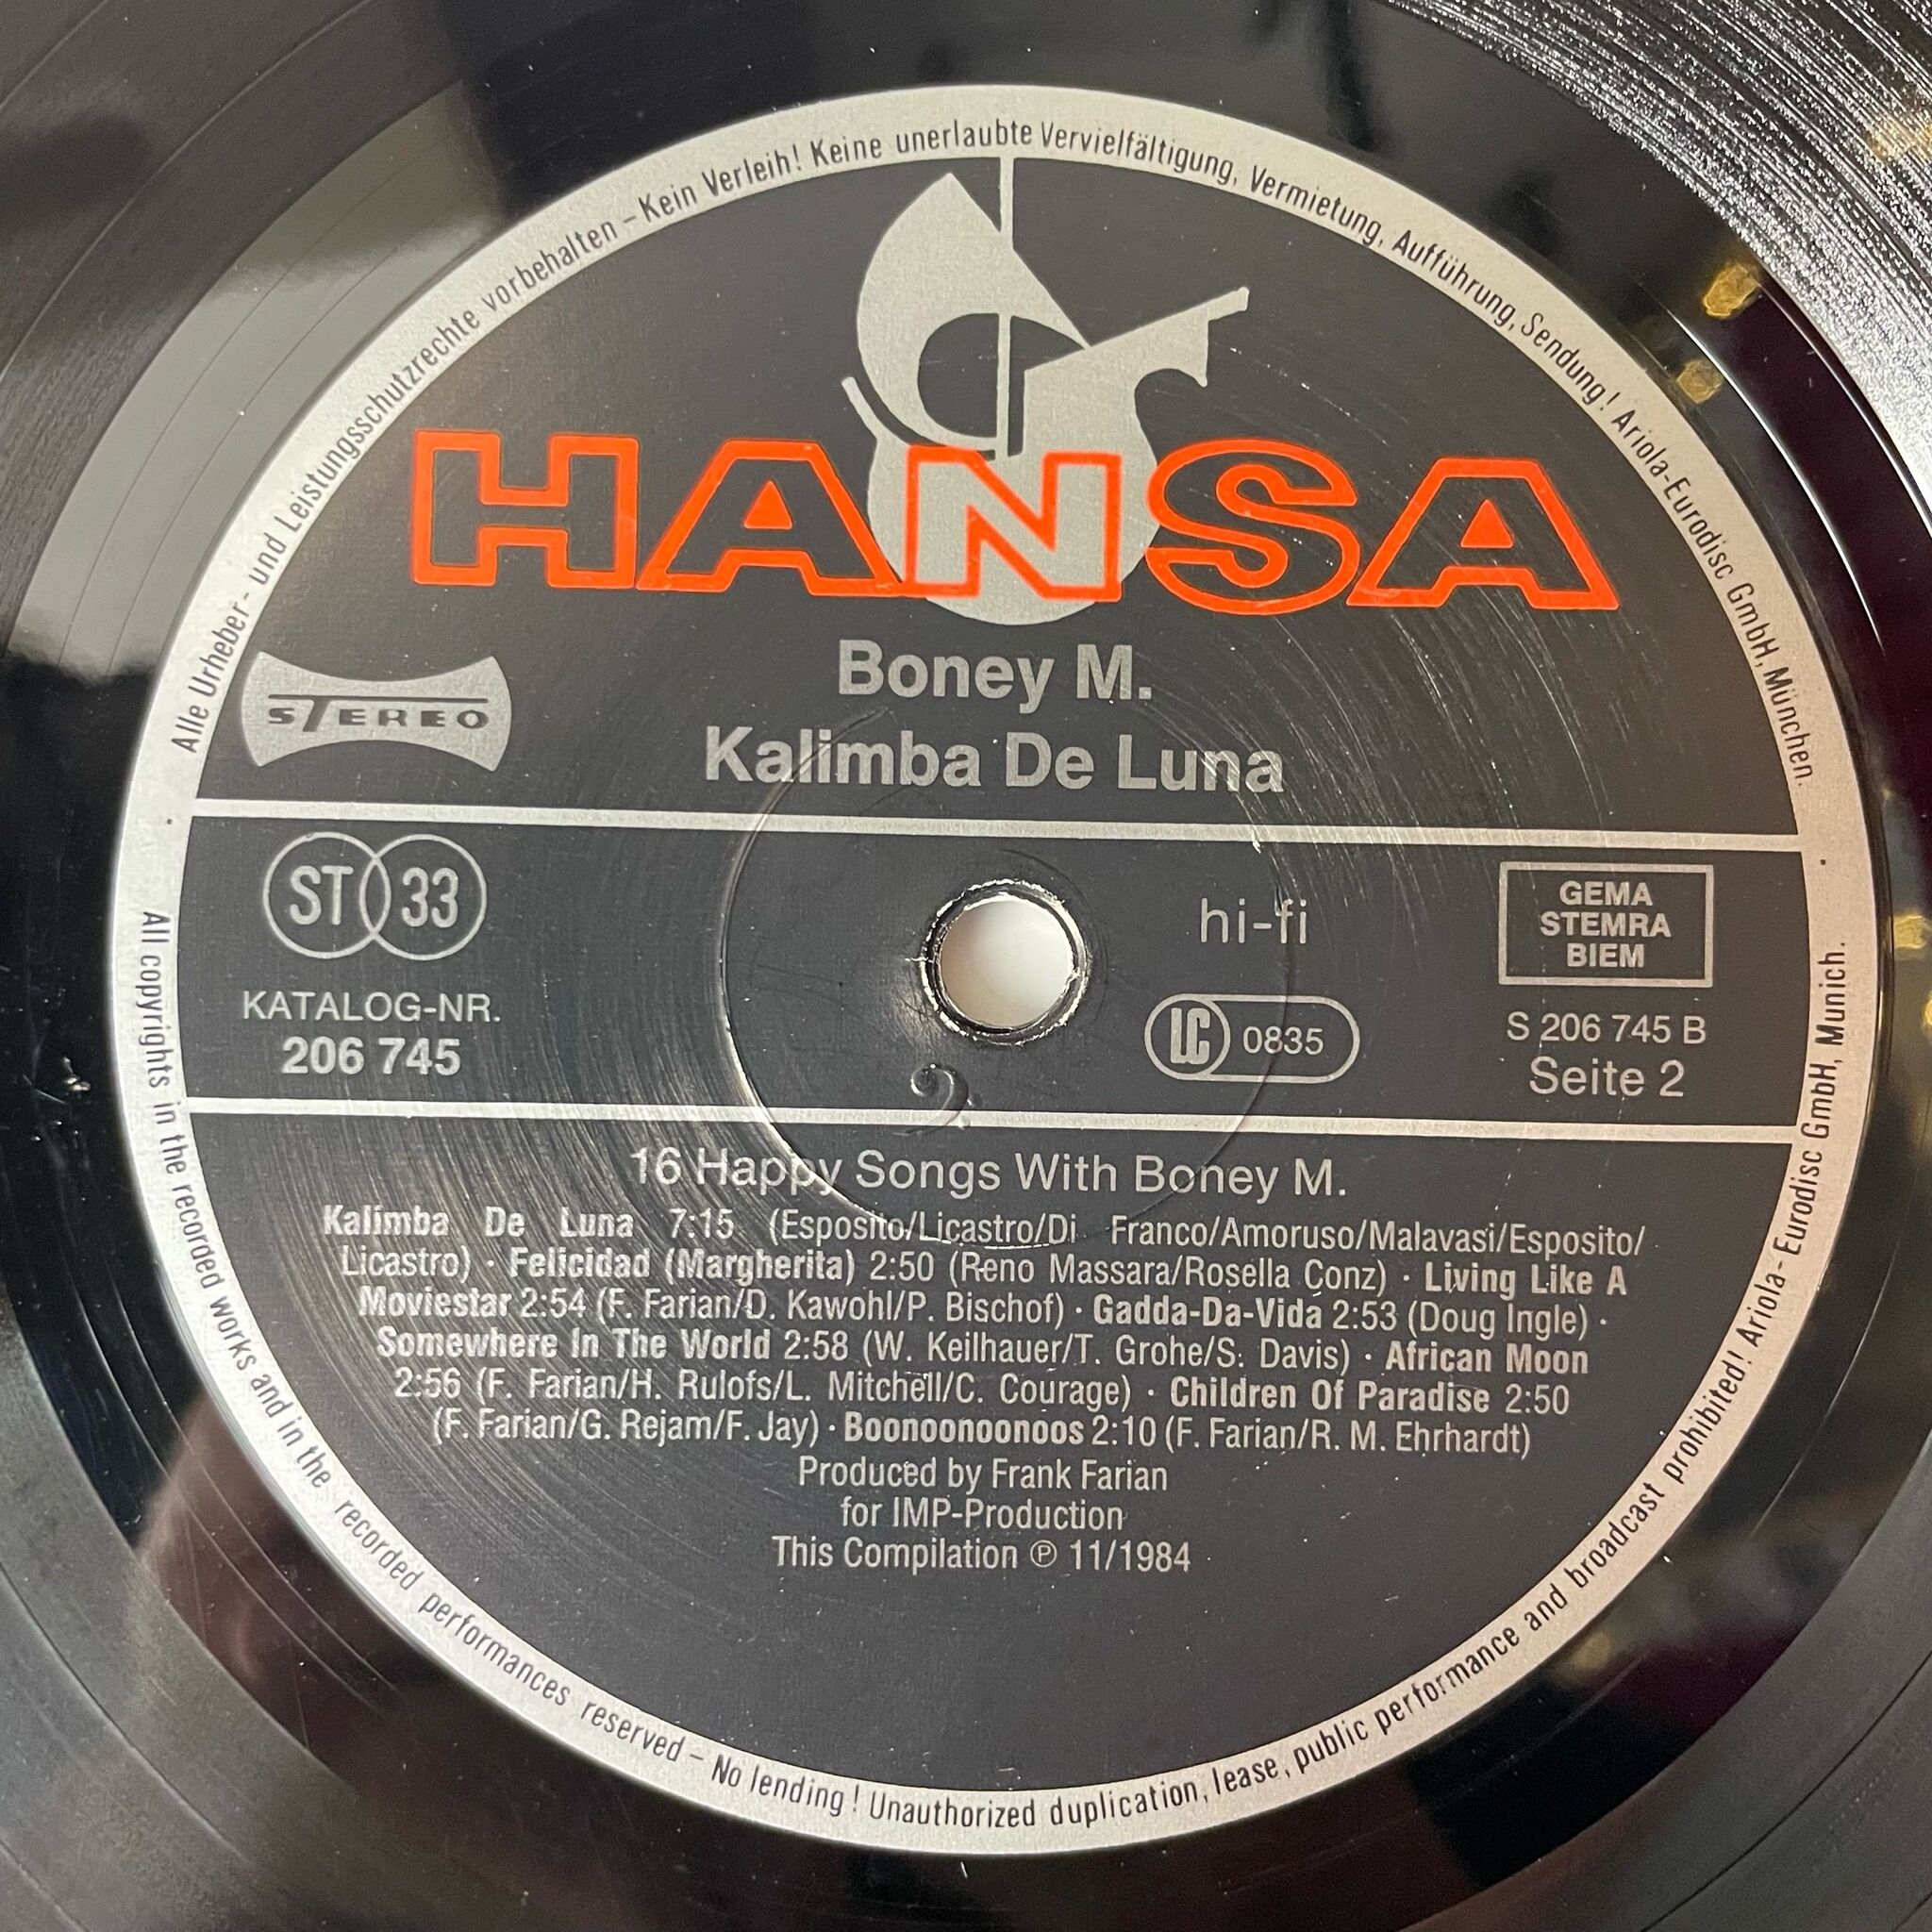 Alle Urheber- und Leistungsschutzrechte vorbehalten – Kein Verleih! Keine unerlaubte Vervielfältigung, Vermietung, Aufführung, Sendung! Ariola-Eurodisc GmbH, München.
HANSA
STEREO
Boney M.
Kalimba De Luna
ST 33
KATALOG-NR.
206 745
hi-fi
LC 0835
GEMA
STEMRA
BIEM
S 206 745 B
Seite 2
16 Happy Songs With Boney M.
Kalimba De Luna 7:15 (Esposito/Licastro/Di Franco/Amoruso/Malavasi/Esposito/
Licastro) · Felicidad (Margherita) 2:50 (Reno Massara/Rosella Conz) · Living Like A
Moviestar 2:54 (F. Farian/D. Kawohl/P. Bischof) · Gadda-Da-Vida 2:53 (Doug Ingle) ·
Somewhere In The World 2:58 (W. Keilhauer/T. Grohe/S. Davis) · African Moon
2:56 (F. Farian/H. Rulofs/L. Mitchell/C. Courage) · Children Of Paradise 2:50
(F. Farian/G. Rejam/F. Jay) · Boonoonoonoos 2:10 (F. Farian/R. M. Ehrhardt)
Produced by Frank Farian
for IMP-Production
This Compilation ℗ 11/1984
All copyrights in the recorded works and in the recorded performances reserved – No lending! Unauthorized duplication, lease, public performance and broadcast prohibited! Ariola-Eurodisc GmbH, Munich.